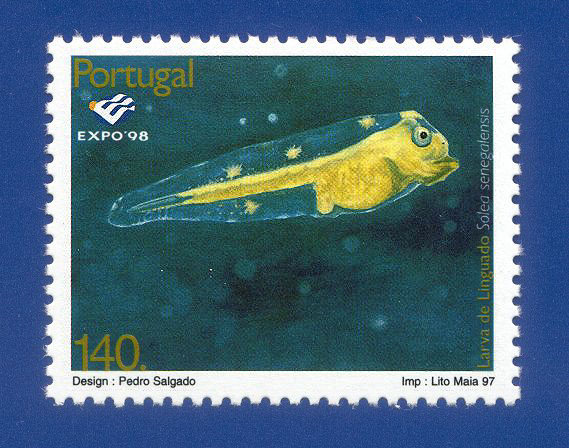 Portugal
EXPO'98
Larva de Linguado Solea senegalensis
140.
Design : Pedro Salgado
Imp : Lito Maia 97